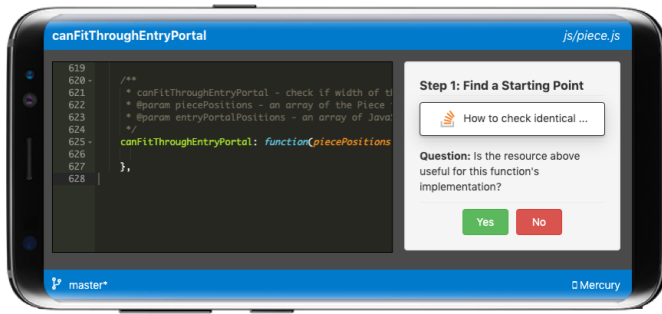 canFitThroughEntryPortal
js/piece.js
619
620 /**
621 * canFitThroughEntryPortal - check if width of t
622 * @param piecePositions - an array of the Piece
623 * @param entryPortalPositions - an array of Java
624 */
625 canFitThroughEntryPortal: function(piecePositions
626
627 },
628
Step 1: Find a Starting Point
How to check identical ...
Question: Is the resource above
useful for this function's
implementation?
Yes No
master*
Mercury